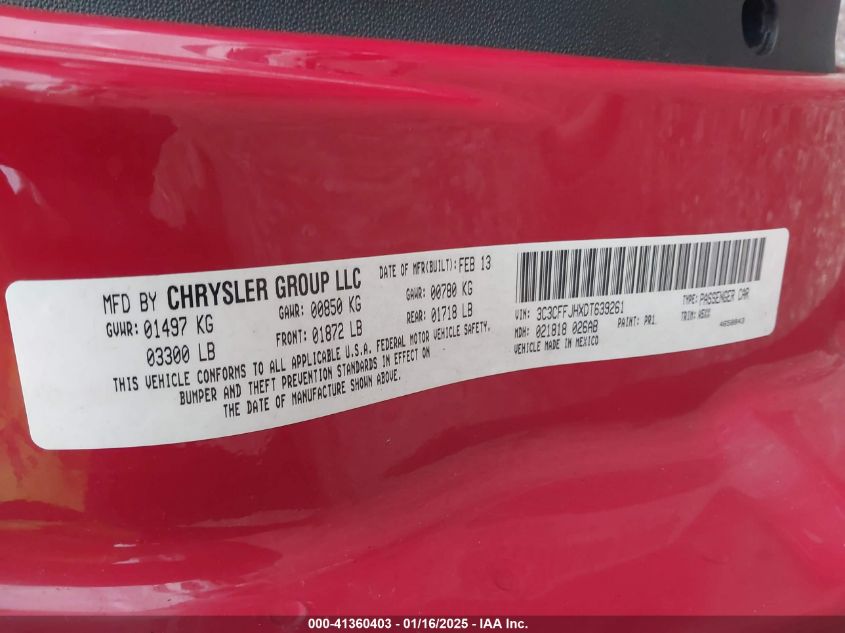 MFD BY CHRYSLER GROUP LLC DATE OF MFR(BUILT): FEB 13
GVWR: 01497 KG GAWR: 00850 KG GAWR: 00780 KG
03300 LB FRONT: 01872 LB REAR: 01718 LB
THIS VEHICLE CONFORMS TO ALL APPLICABLE U.S.A. FEDERAL MOTOR VEHICLE SAFETY,
BUMPER AND THEFT PREVENTION STANDARDS IN EFFECT ON
THE DATE OF MANUFACTURE SHOWN ABOVE.
VIN: 3C3CFFJHXDT639261 TYPE: PASSENGER CAR
MDH: 021818 026AB PAINT: PR1. TRIM: A5XX
VEHICLE MADE IN MEXICO
000-41360403 - 01/16/2025 - IAA Inc.